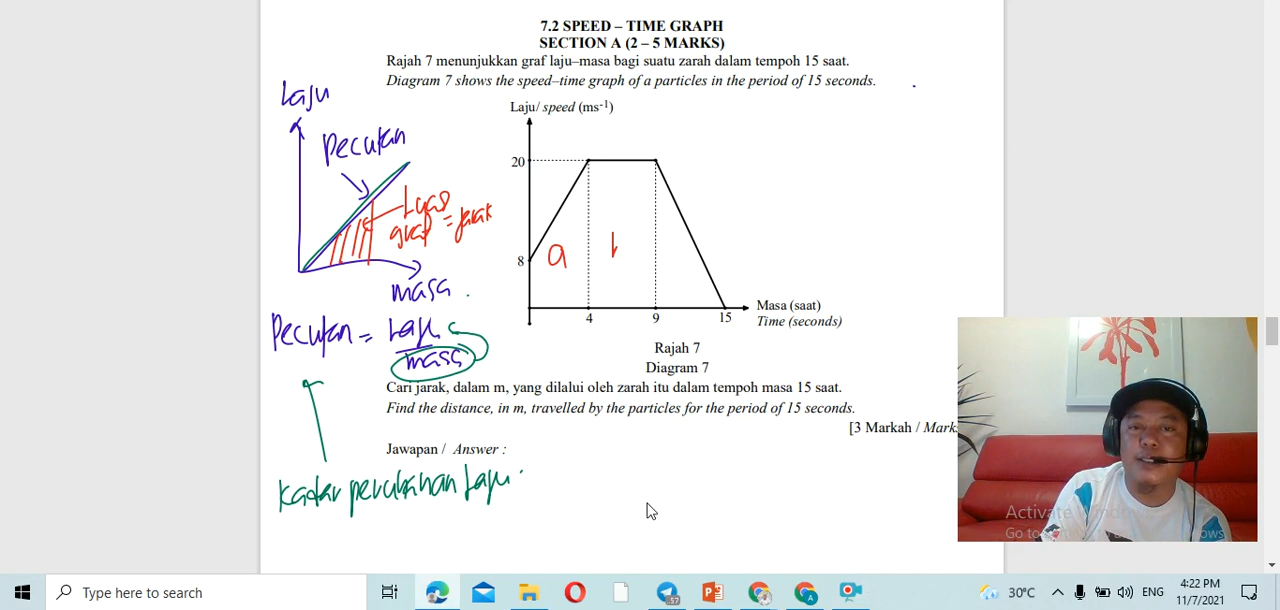 7.2 SPEED – TIME GRAPH
SECTION A (2 – 5 MARKS)
Rajah 7 menunjukkan graf laju–masa bagi suatu zarah dalam tempoh 15 saat.
Diagram 7 shows the speed–time graph of a particles in the period of 15 seconds.
Laju
Pecutan
Luas
graf = jarak
masa
Pecutan = Laju
masa
Kadar perubahan Laju
Laju/ speed (ms-1)
20
8
a
4
9
15
Masa (saat)
Time (seconds)
Rajah 7
Diagram 7
Cari jarak, dalam m, yang dilalui oleh zarah itu dalam tempoh masa 15 saat.
Find the distance, in m, travelled by the particles for the period of 15 seconds.
[3 Markah / Mark
Jawapan / Answer :
Activate Wind
Go to
ows
Type here to search
57
30°C
ENG
4:22 PM
11/7/2021